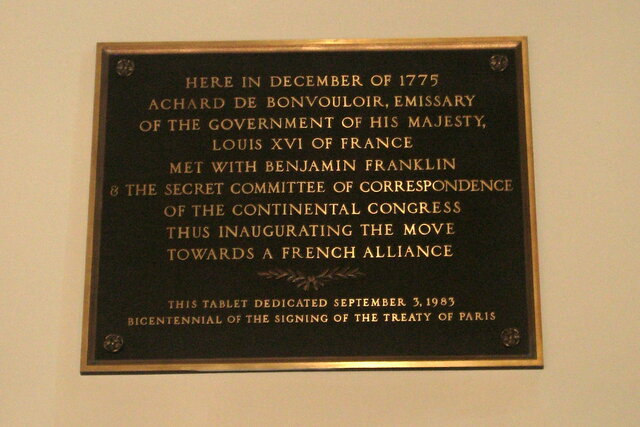 HERE IN DECEMBER OF 1775
ACHARD DE BONVOULOIR, EMISSARY
OF THE GOVERNMENT OF HIS MAJESTY,
LOUIS XVI OF FRANCE
MET WITH BENJAMIN FRANKLIN
& THE SECRET COMMITTEE OF CORRESPONDENCE
OF THE CONTINENTAL CONGRESS
THUS INAUGURATING THE MOVE
TOWARDS A FRENCH ALLIANCE
THIS TABLET DEDICATED SEPTEMBER 3, 1983
BICENTENNIAL OF THE SIGNING OF THE TREATY OF PARIS